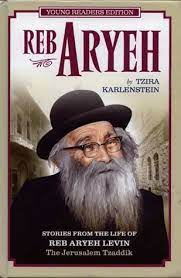 YOUNG READERS EDITION
REB
ARYEH
by TZIRA
KARLENSTEIN
STORIES FROM THE LIFE OF
REB ARYEH LEVIN
The Jerusalem Tzaddik